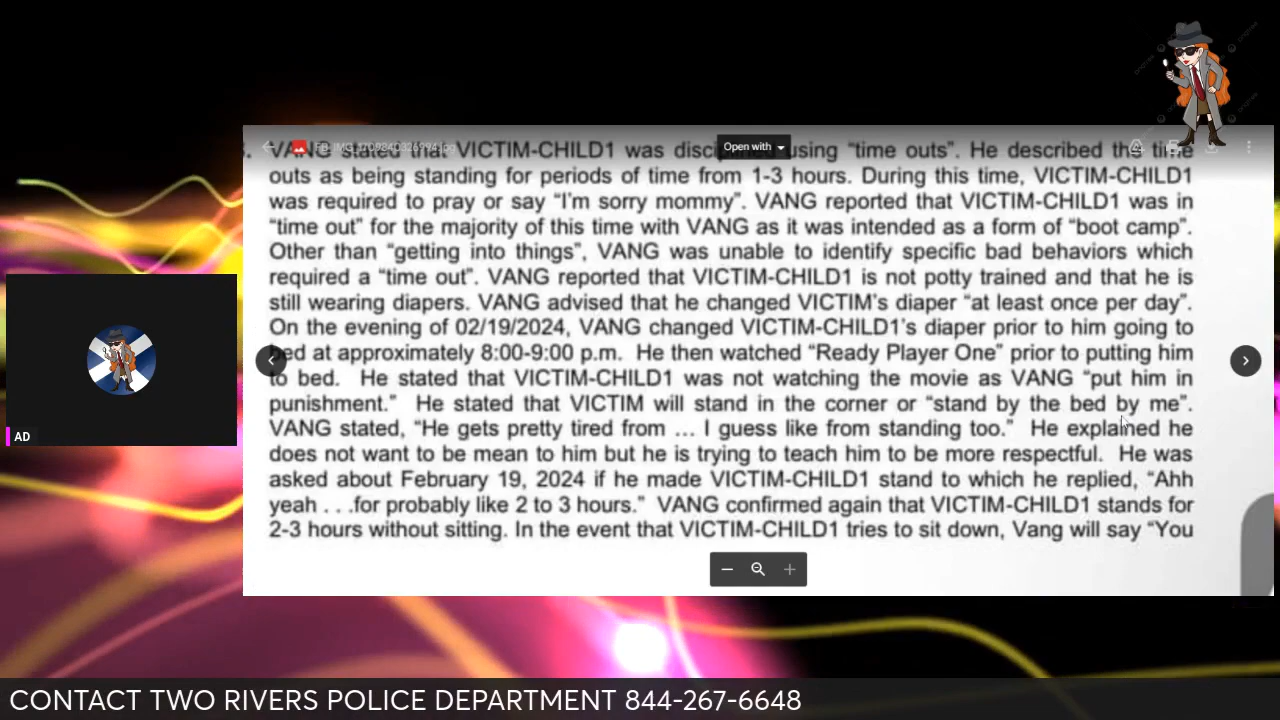 FB_IMG_1709840326994.jpg
Open with
VANG stated that VICTIM-CHILD1 was disciplined using “time outs”. He described the time
outs as being standing for periods of time from 1-3 hours. During this time, VICTIM-CHILD1
was required to pray or say “I’m sorry mommy”. VANG reported that VICTIM-CHILD1 was in
“time out” for the majority of this time with VANG as it was intended as a form of “boot camp”.
Other than “getting into things”, VANG was unable to identify specific bad behaviors which
required a “time out”. VANG reported that VICTIM-CHILD1 is not potty trained and that he is
still wearing diapers. VANG advised that he changed VICTIM’s diaper “at least once per day”.
On the evening of 02/19/2024, VANG changed VICTIM-CHILD1’s diaper prior to him going to
bed at approximately 8:00-9:00 p.m. He then watched “Ready Player One” prior to putting him
to bed. He stated that VICTIM-CHILD1 was not watching the movie as VANG “put him in
punishment.” He stated that VICTIM will stand in the corner or “stand by the bed by me”.
VANG stated, “He gets pretty tired from … I guess like from standing too.” He explained he
does not want to be mean to him but he is trying to teach him to be more respectful. He was
asked about February 19, 2024 if he made VICTIM-CHILD1 stand to which he replied, “Ahh
yeah . . .for probably like 2 to 3 hours.” VANG confirmed again that VICTIM-CHILD1 stands for
2-3 hours without sitting. In the event that VICTIM-CHILD1 tries to sit down, Vang will say “You
AD
CONTACT TWO RIVERS POLICE DEPARTMENT 844-267-6648